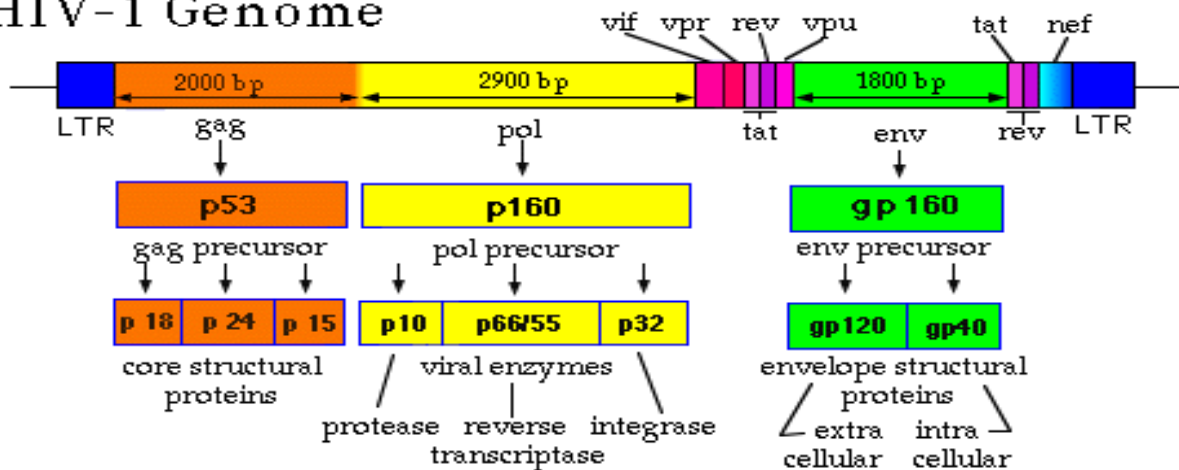 HIV-1 Genome
vif vpr rev vpu tat nef
2000 bp 2900 bp 1800 bp
LTR gag pol tat env rev LTR
p53 p160 gp 160
gag precursor pol precursor env precursor
p 18 p 24 p 15 p10 p66/55 p32 gp120 gp40
core structural viral enzymes envelope structural
proteins proteins
protease reverse integrase extra intra
transcriptase cellular cellular